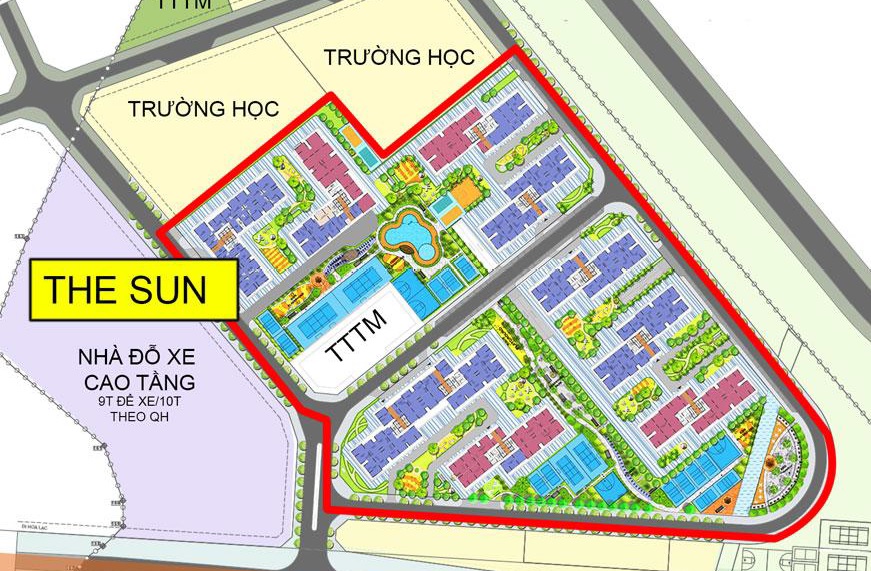 TTTM
TRƯỜNG HỌC
TRƯỜNG HỌC
THE SUN
TTTM
NHÀ ĐỖ XE
CAO TẦNG
9T ĐỂ XE/10T
THEO QH
ĐI HÒA LẠC